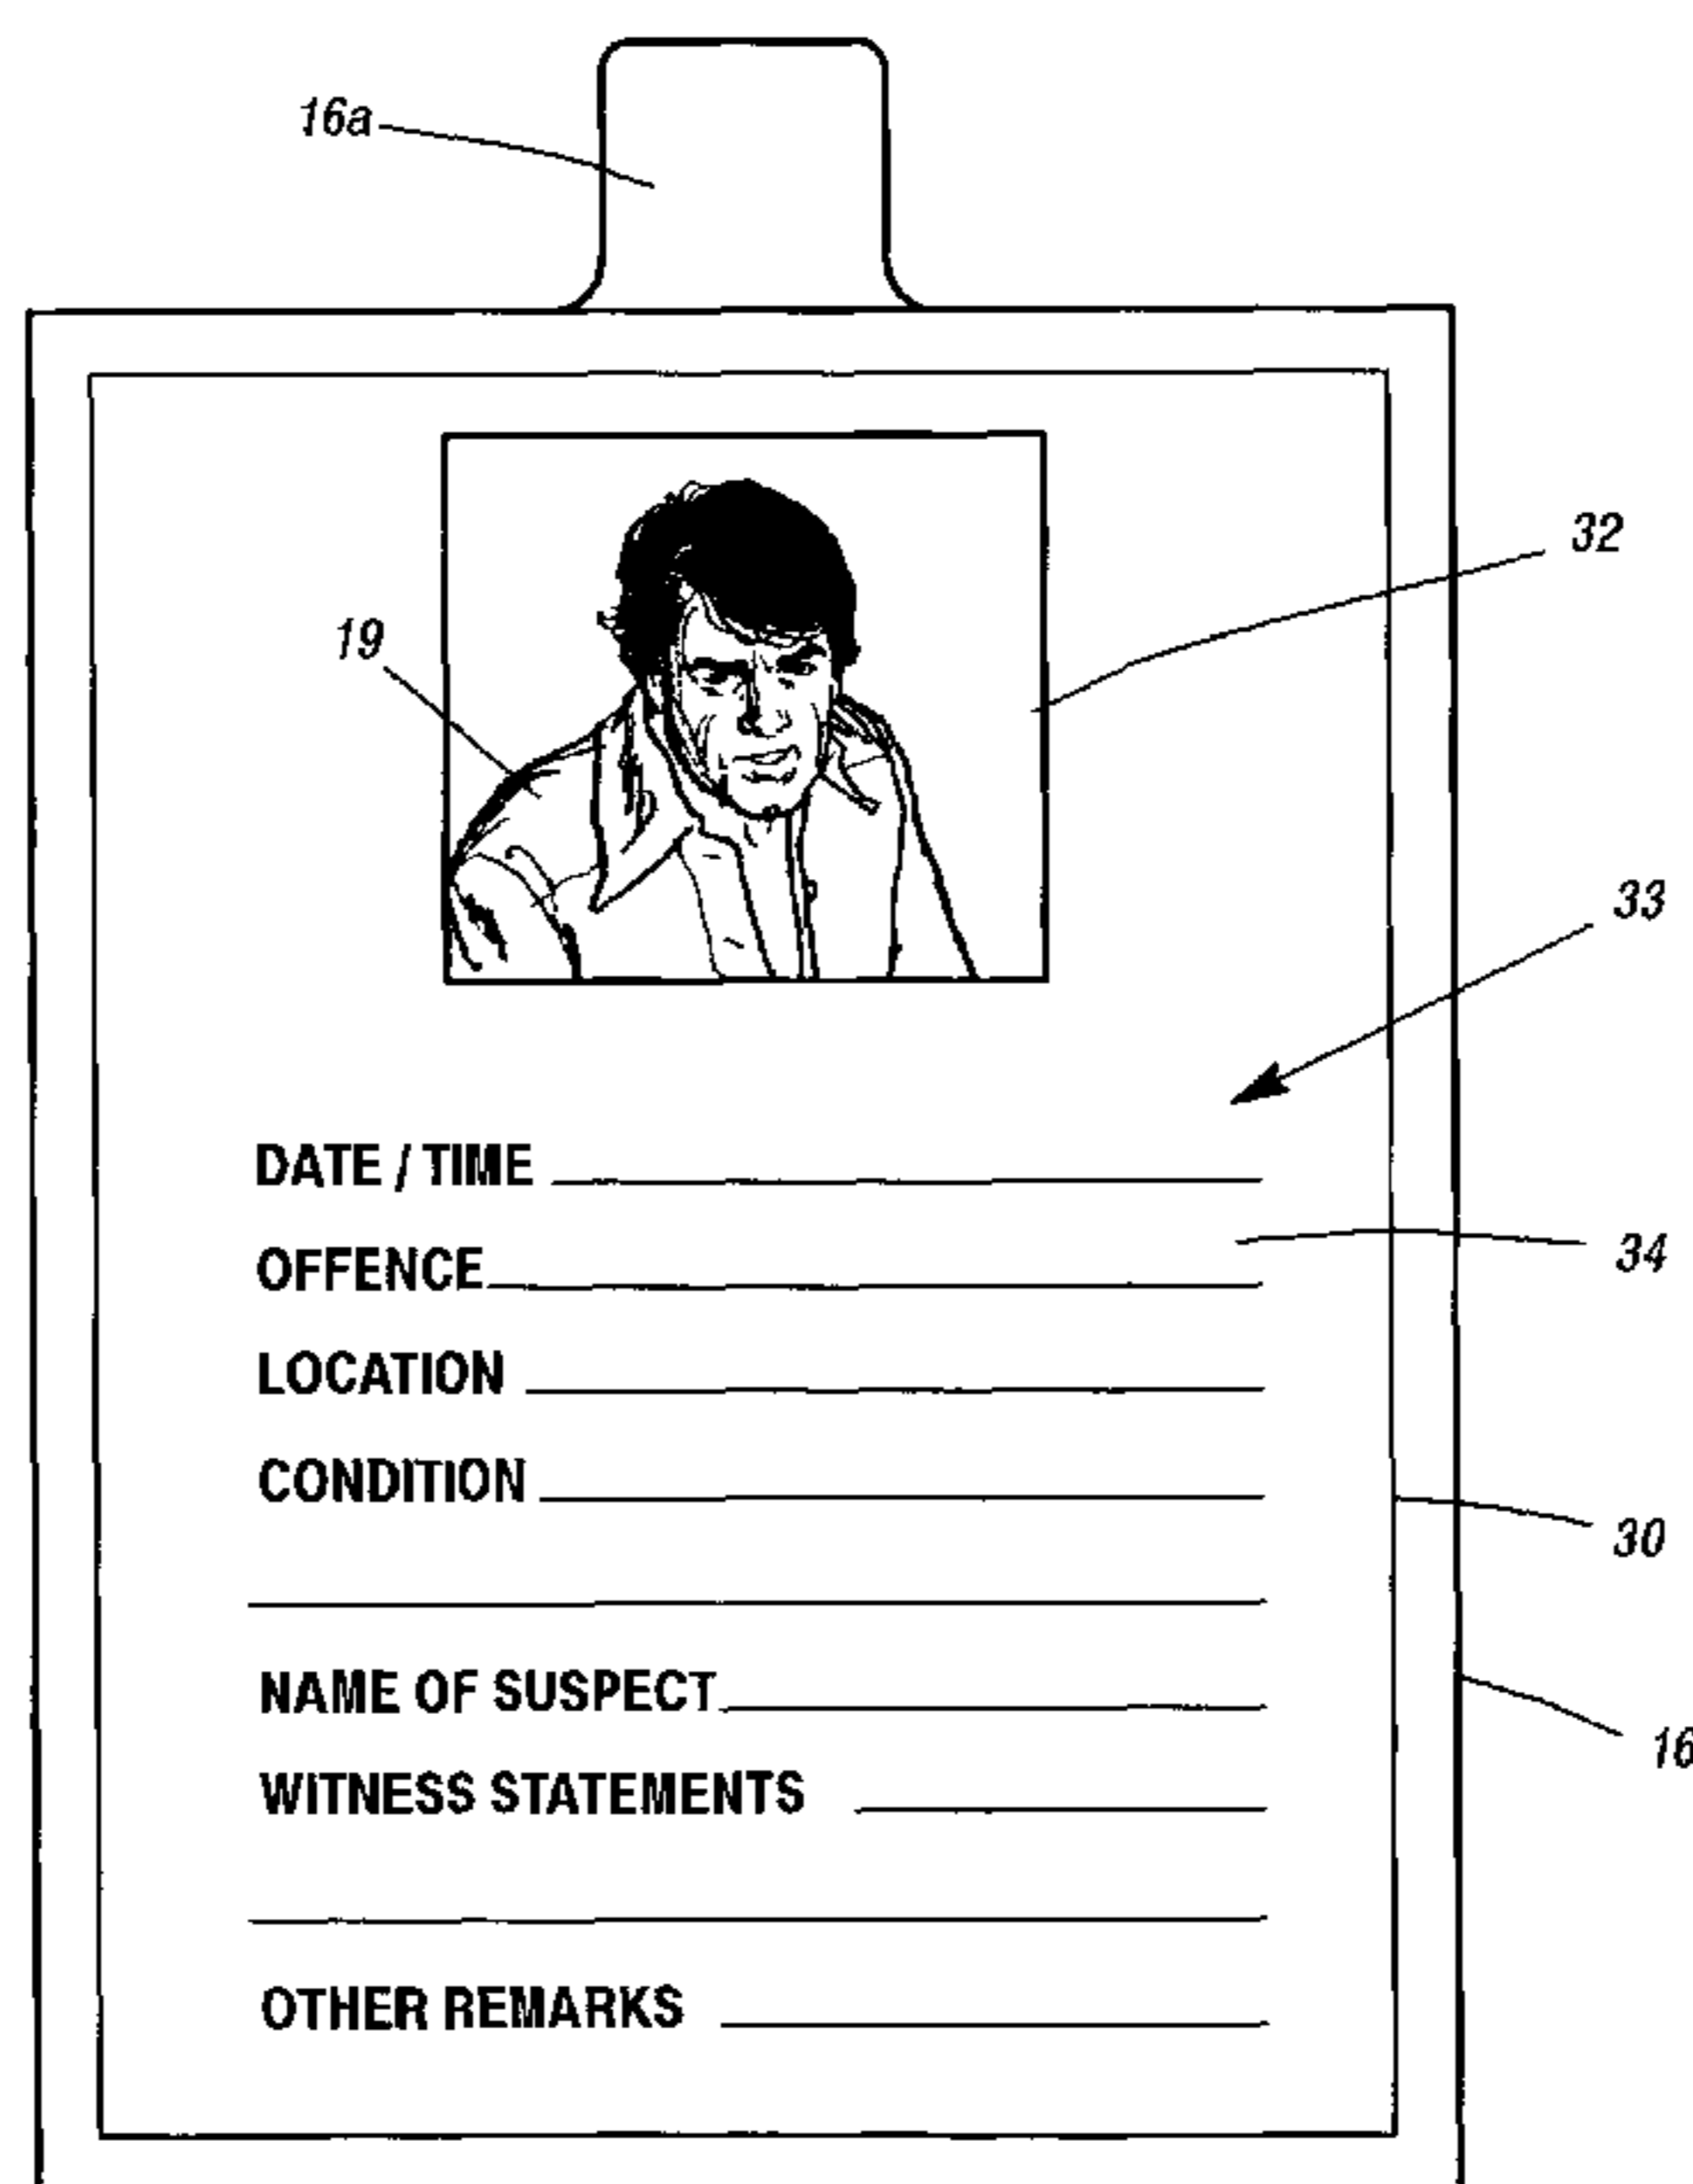 16a
32
19
33
DATE / TIME
OFFENCE
34
LOCATION
CONDITION
30
NAME OF SUSPECT
16
WITNESS STATEMENTS
OTHER REMARKS